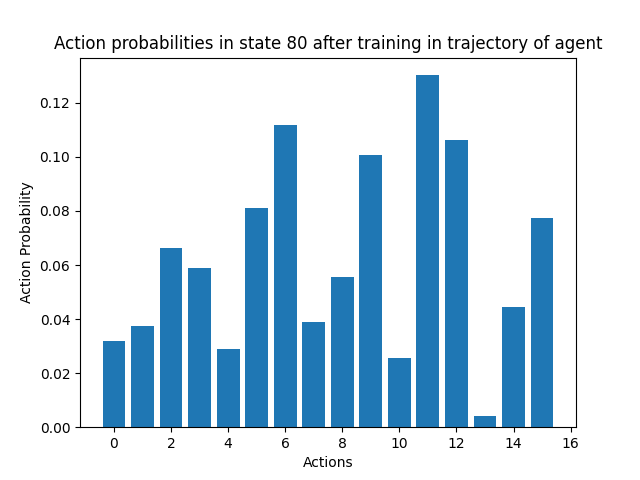 Action probabilities in state 80 after training in trajectory of agent
0.12
0.10
0.08
0.06
0.04
0.02
0.00
Action Probability
0 2 4 6 8 10 12 14 16
Actions